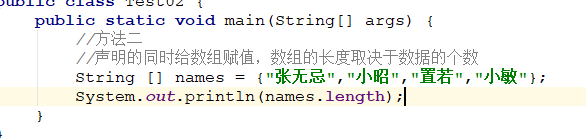 public class Test02 {
public static void main(String[] args) {
//方法二
//声明的同时给数组赋值，数组的长度取决于数据的个数
String [] names = {"张无忌","小昭","置若","小敏"};
System.out.println(names.length);
}
}